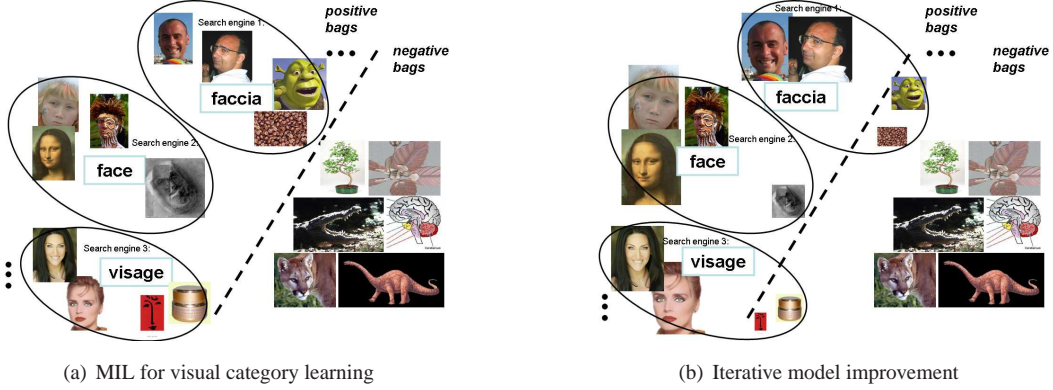 Search engine 1:
faccia
positive
bags
negative
bags
Search engine 2:
face
Search engine 3:
visage
(a) MIL for visual category learning
Search engine 1:
faccia
positive
bags
negative
bags
Search engine 2:
face
Search engine 3:
visage
(b) Iterative model improvement